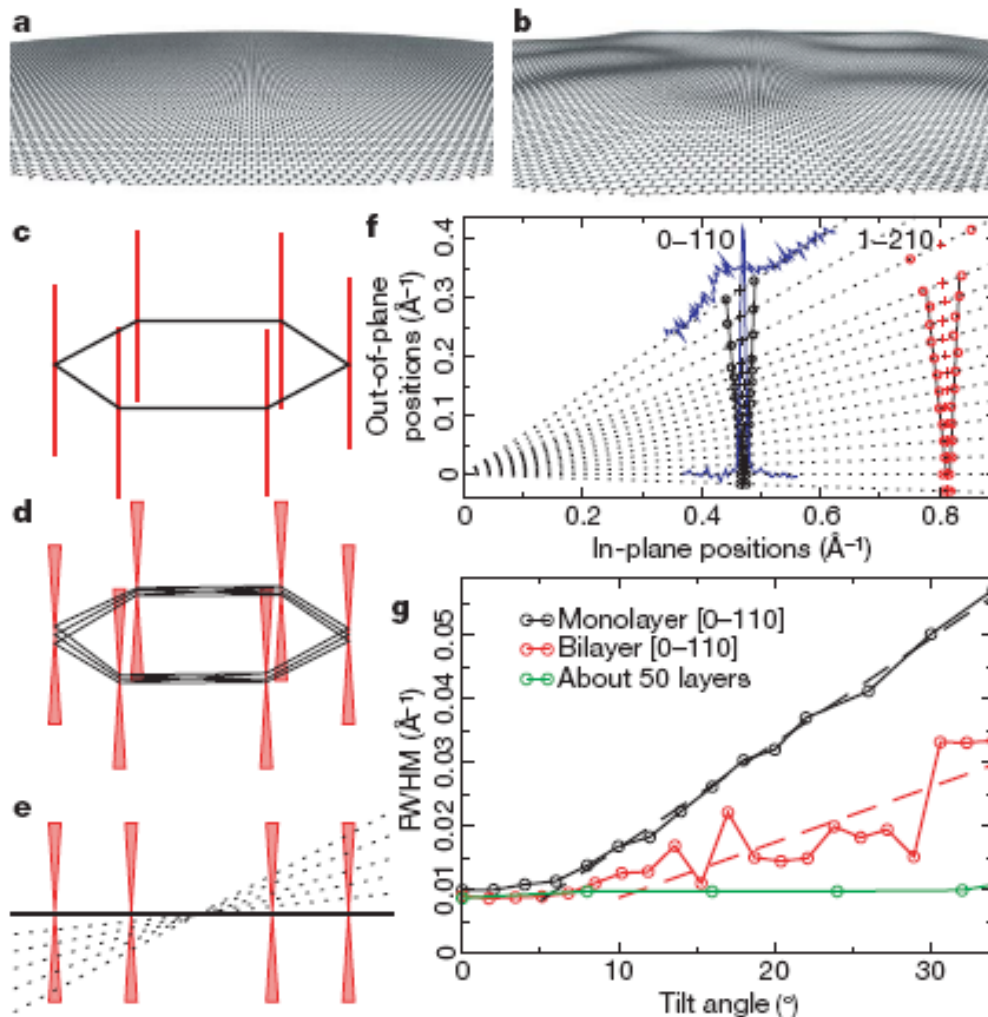 a
b
c
d
e
f
0–110
1–210
0.4
0.3
0.2
0.1
0
Out-of-plane
positions (Å⁻¹)
0
0.2
0.4
0.6
0.8
In-plane positions (Å⁻¹)
g
Monolayer [0–110]
Bilayer [0–110]
About 50 layers
0.05
0.04
0.03
0.02
0.01
0
FWHM (Å⁻¹)
0
10
20
30
Tilt angle (°)